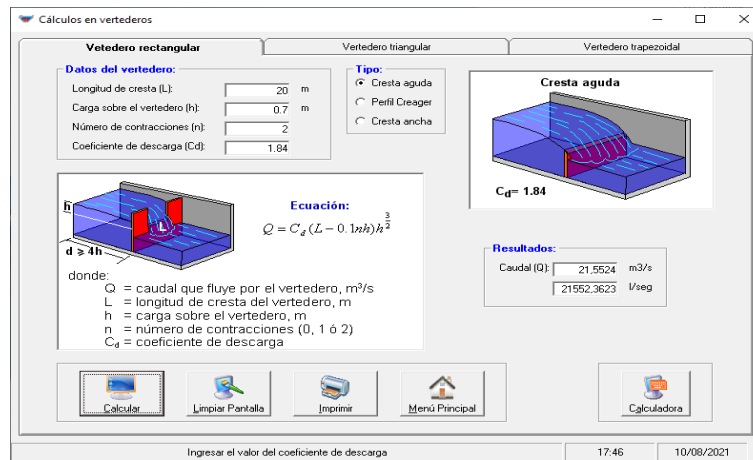 Cálculos en vertederos
Vetedero rectangular
Vertedero triangular
Vertedero trapezoidal
Datos del vertedero:
Longitud de cresta (L): 20 m
Carga sobre el vertedero (h): 0.7 m
Número de contracciones (n): 2
Coeficiente de descarga (Cd): 1.84
Tipo:
Cresta aguda
Perfil Creager
Cresta ancha
Cresta aguda
Cd= 1.84
h
L
d ≥ 4h
Ecuación:
Q = C_d (L − 0.1nh)h^{3/2}
donde:
Q = caudal que fluye por el vertedero, m³/s
L = longitud de cresta del vertedero, m
h = carga sobre el vertedero, m
n = número de contracciones (0, 1 ó 2)
Cd = coeficiente de descarga
Resultados:
Caudal (Q): 21,5524 m3/s
21552,3623 l/seg
Calcular
Limpiar Pantalla
Imprimir
Menú Principal
Calculadora
Ingresar el valor del coeficiente de descarga
17:46
10/08/2021